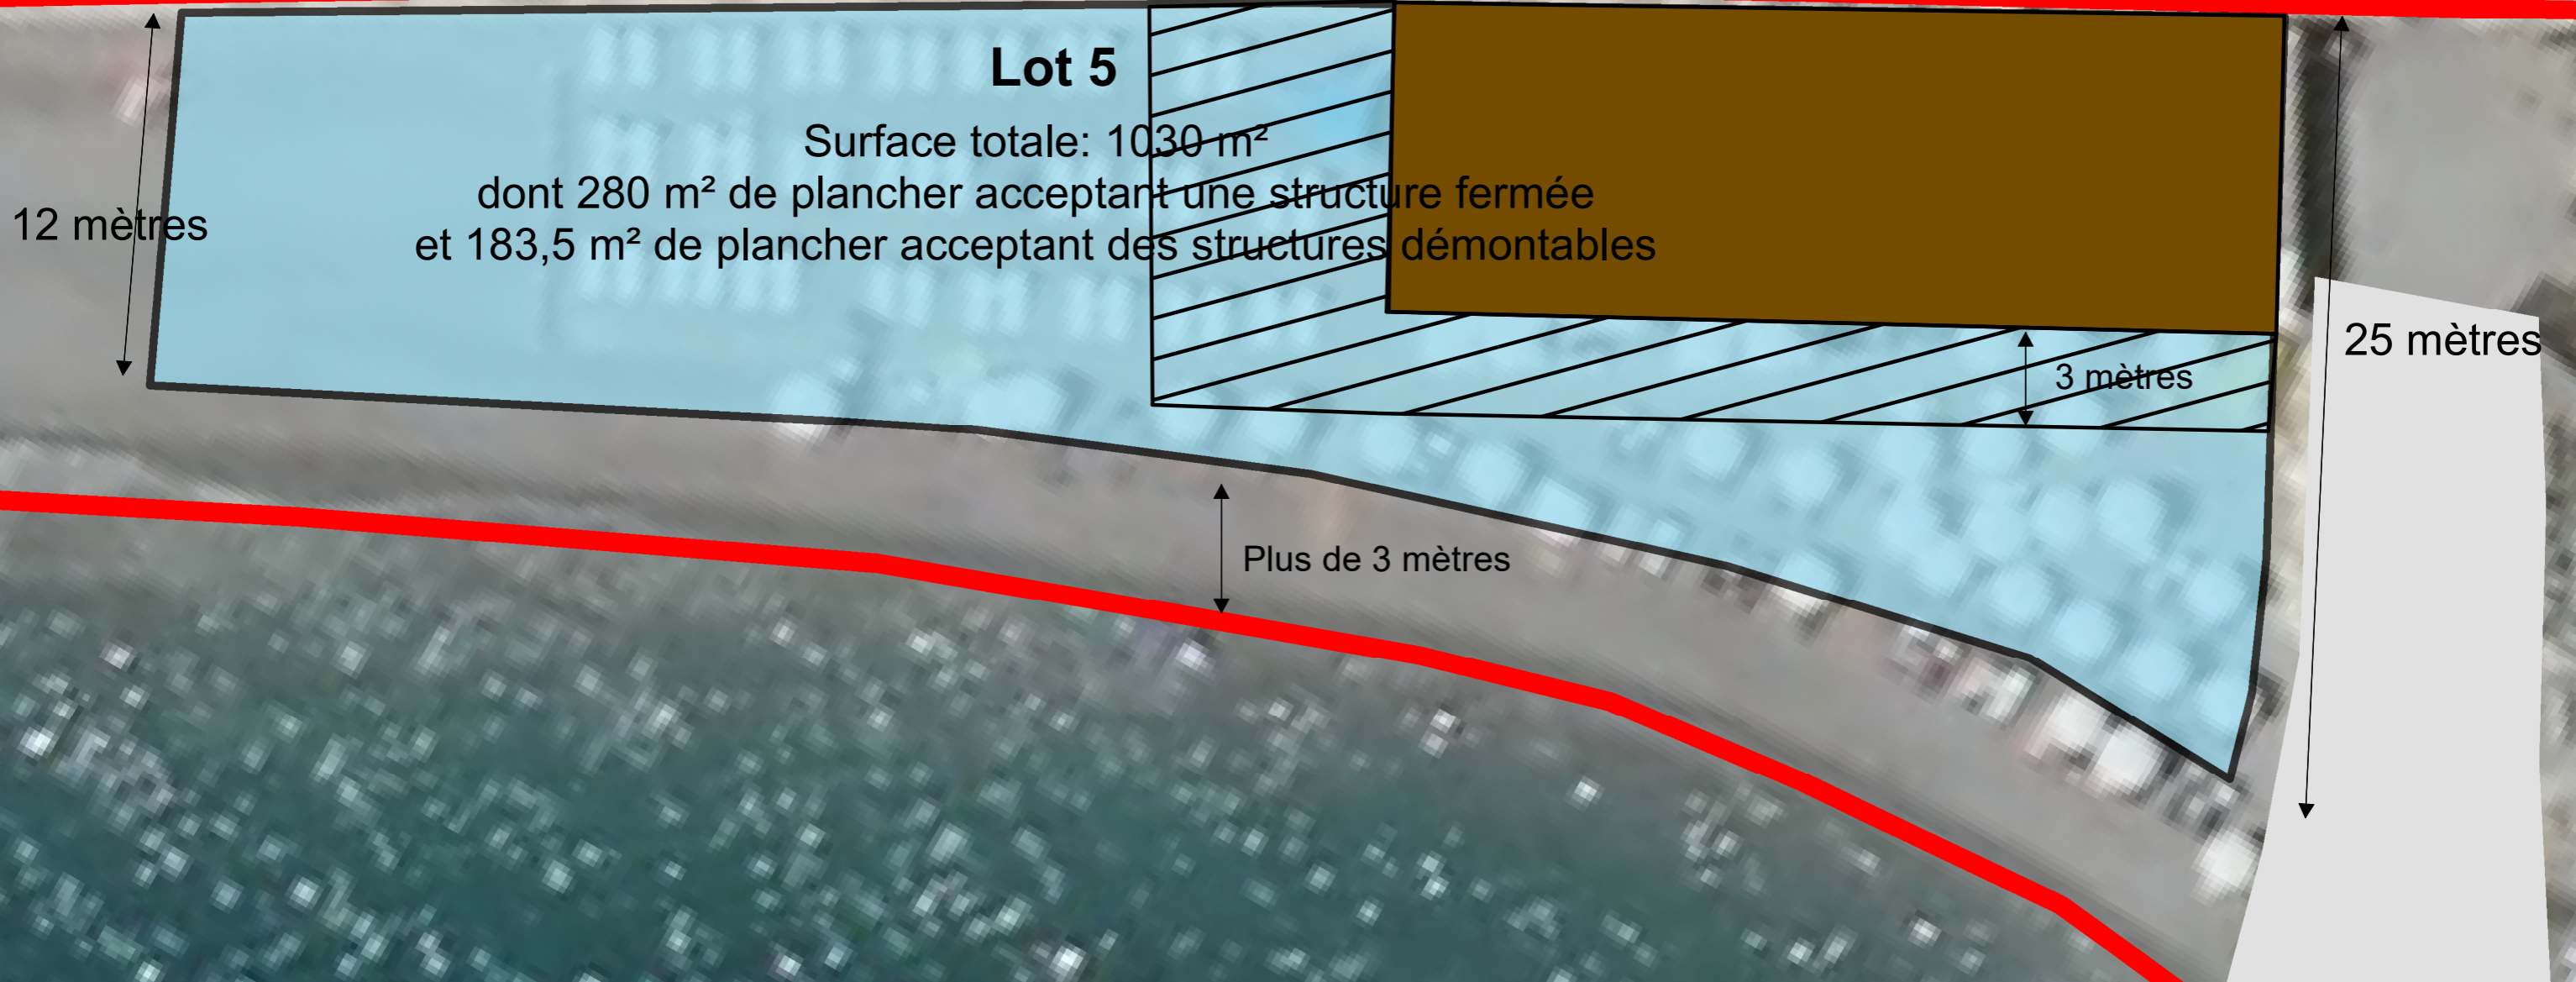 Lot 5
Surface totale: 1030 m²
dont 280 m² de plancher acceptant une structure fermée
et 183,5 m² de plancher acceptant des structures démontables
12 mètres
25 mètres
3 mètres
Plus de 3 mètres